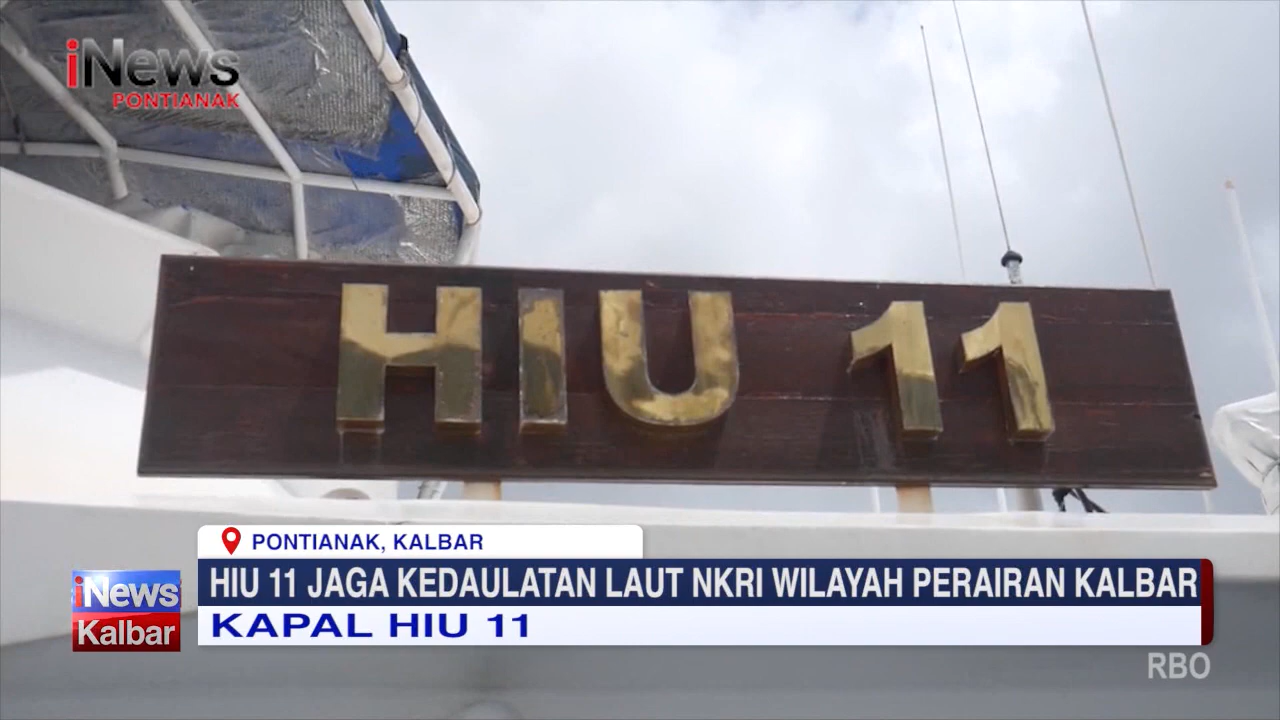 iNews
PONTIANAK
HIU 11
PONTIANAK, KALBAR
iNews
Kalbar
HIU 11 JAGA KEDAULATAN LAUT NKRI WILAYAH PERAIRAN KALBAR
KAPAL HIU 11
RBO